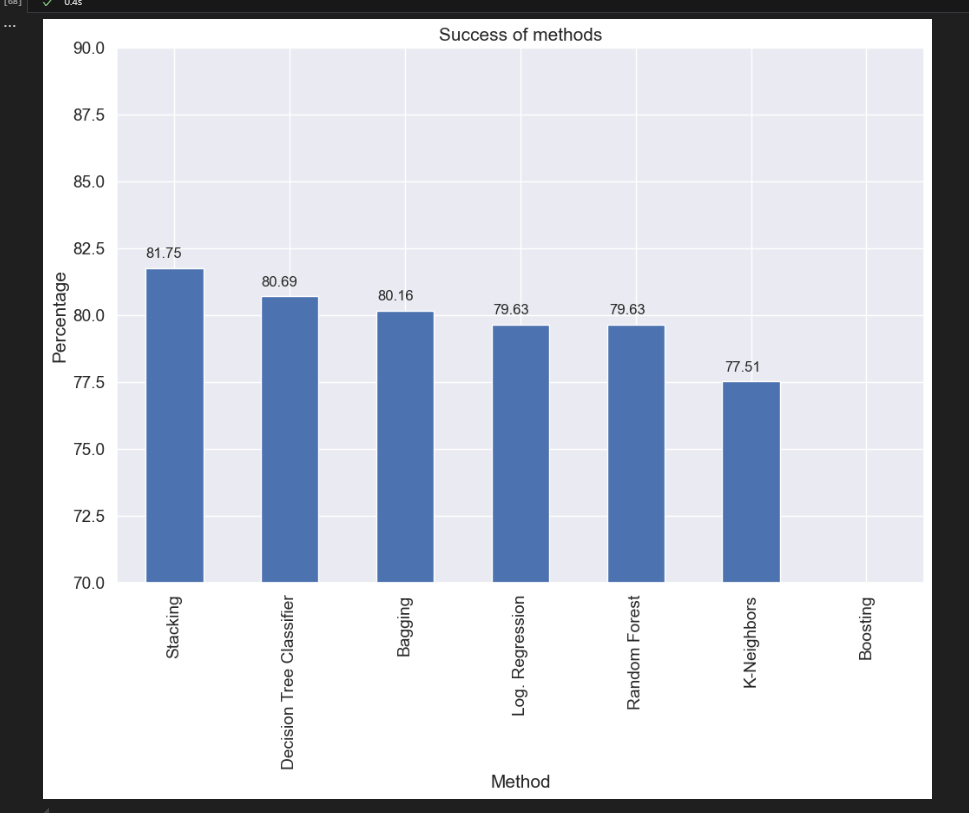 [68]
0.4s
...
Success of methods
90.0
87.5
85.0
82.5
80.0
77.5
75.0
72.5
70.0
Percentage
81.75
80.69
80.16
79.63
79.63
77.51
Stacking
Decision Tree Classifier
Bagging
Log. Regression
Random Forest
K-Neighbors
Boosting
Method